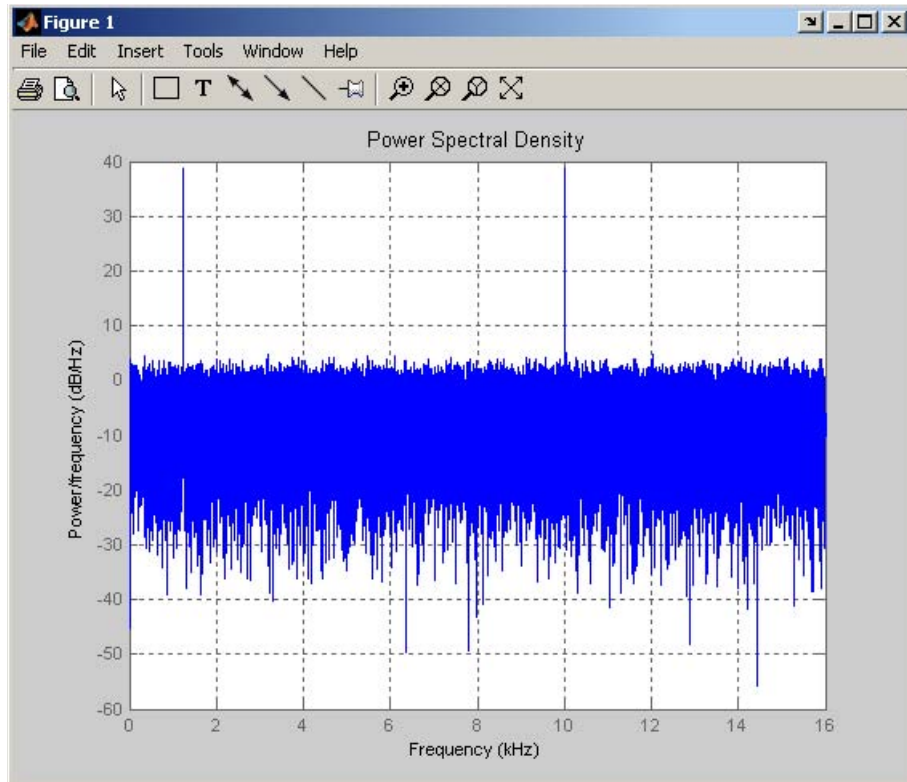 Figure 1
File Edit Insert Tools Window Help
T
Power Spectral Density
40
30
20
10
0
-10
-20
-30
-40
-50
-60
Power/frequency (dB/Hz)
0 2 4 6 8 10 12 14 16
Frequency (kHz)